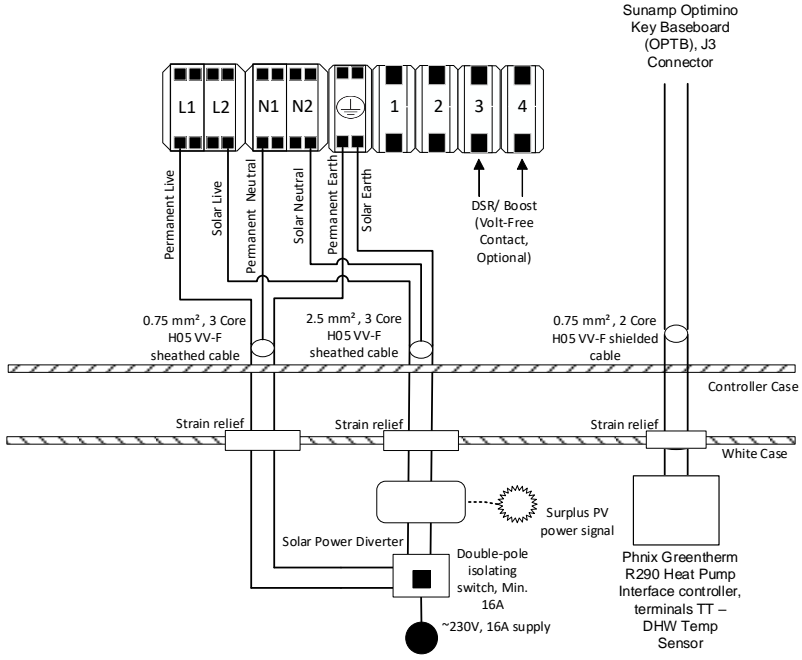 Sunamp Optimino
Key Baseboard
(OPTB), J3
Connector
L1
L2
N1
N2
1
2
3
4
Permanent Live
Solar Live
Permanent Neutral
Solar Neutral
Permanent Earth
Solar Earth
DSR/ Boost
(Volt-Free
Contact,
Optional)
0.75 mm² , 3 Core
H05 VV-F
sheathed cable
2.5 mm² , 3 Core
H05 VV-F
sheathed cable
0.75 mm² , 2 Core
H05 VV-F shielded
cable
Controller Case
Strain relief
Strain relief
Strain relief
White Case
Surplus PV
power signal
Solar Power Diverter
Double-pole
isolating
switch, Min.
16A
~230V, 16A supply
Phnix Greentherm
R290 Heat Pump
Interface controller,
terminals TT –
DHW Temp
Sensor